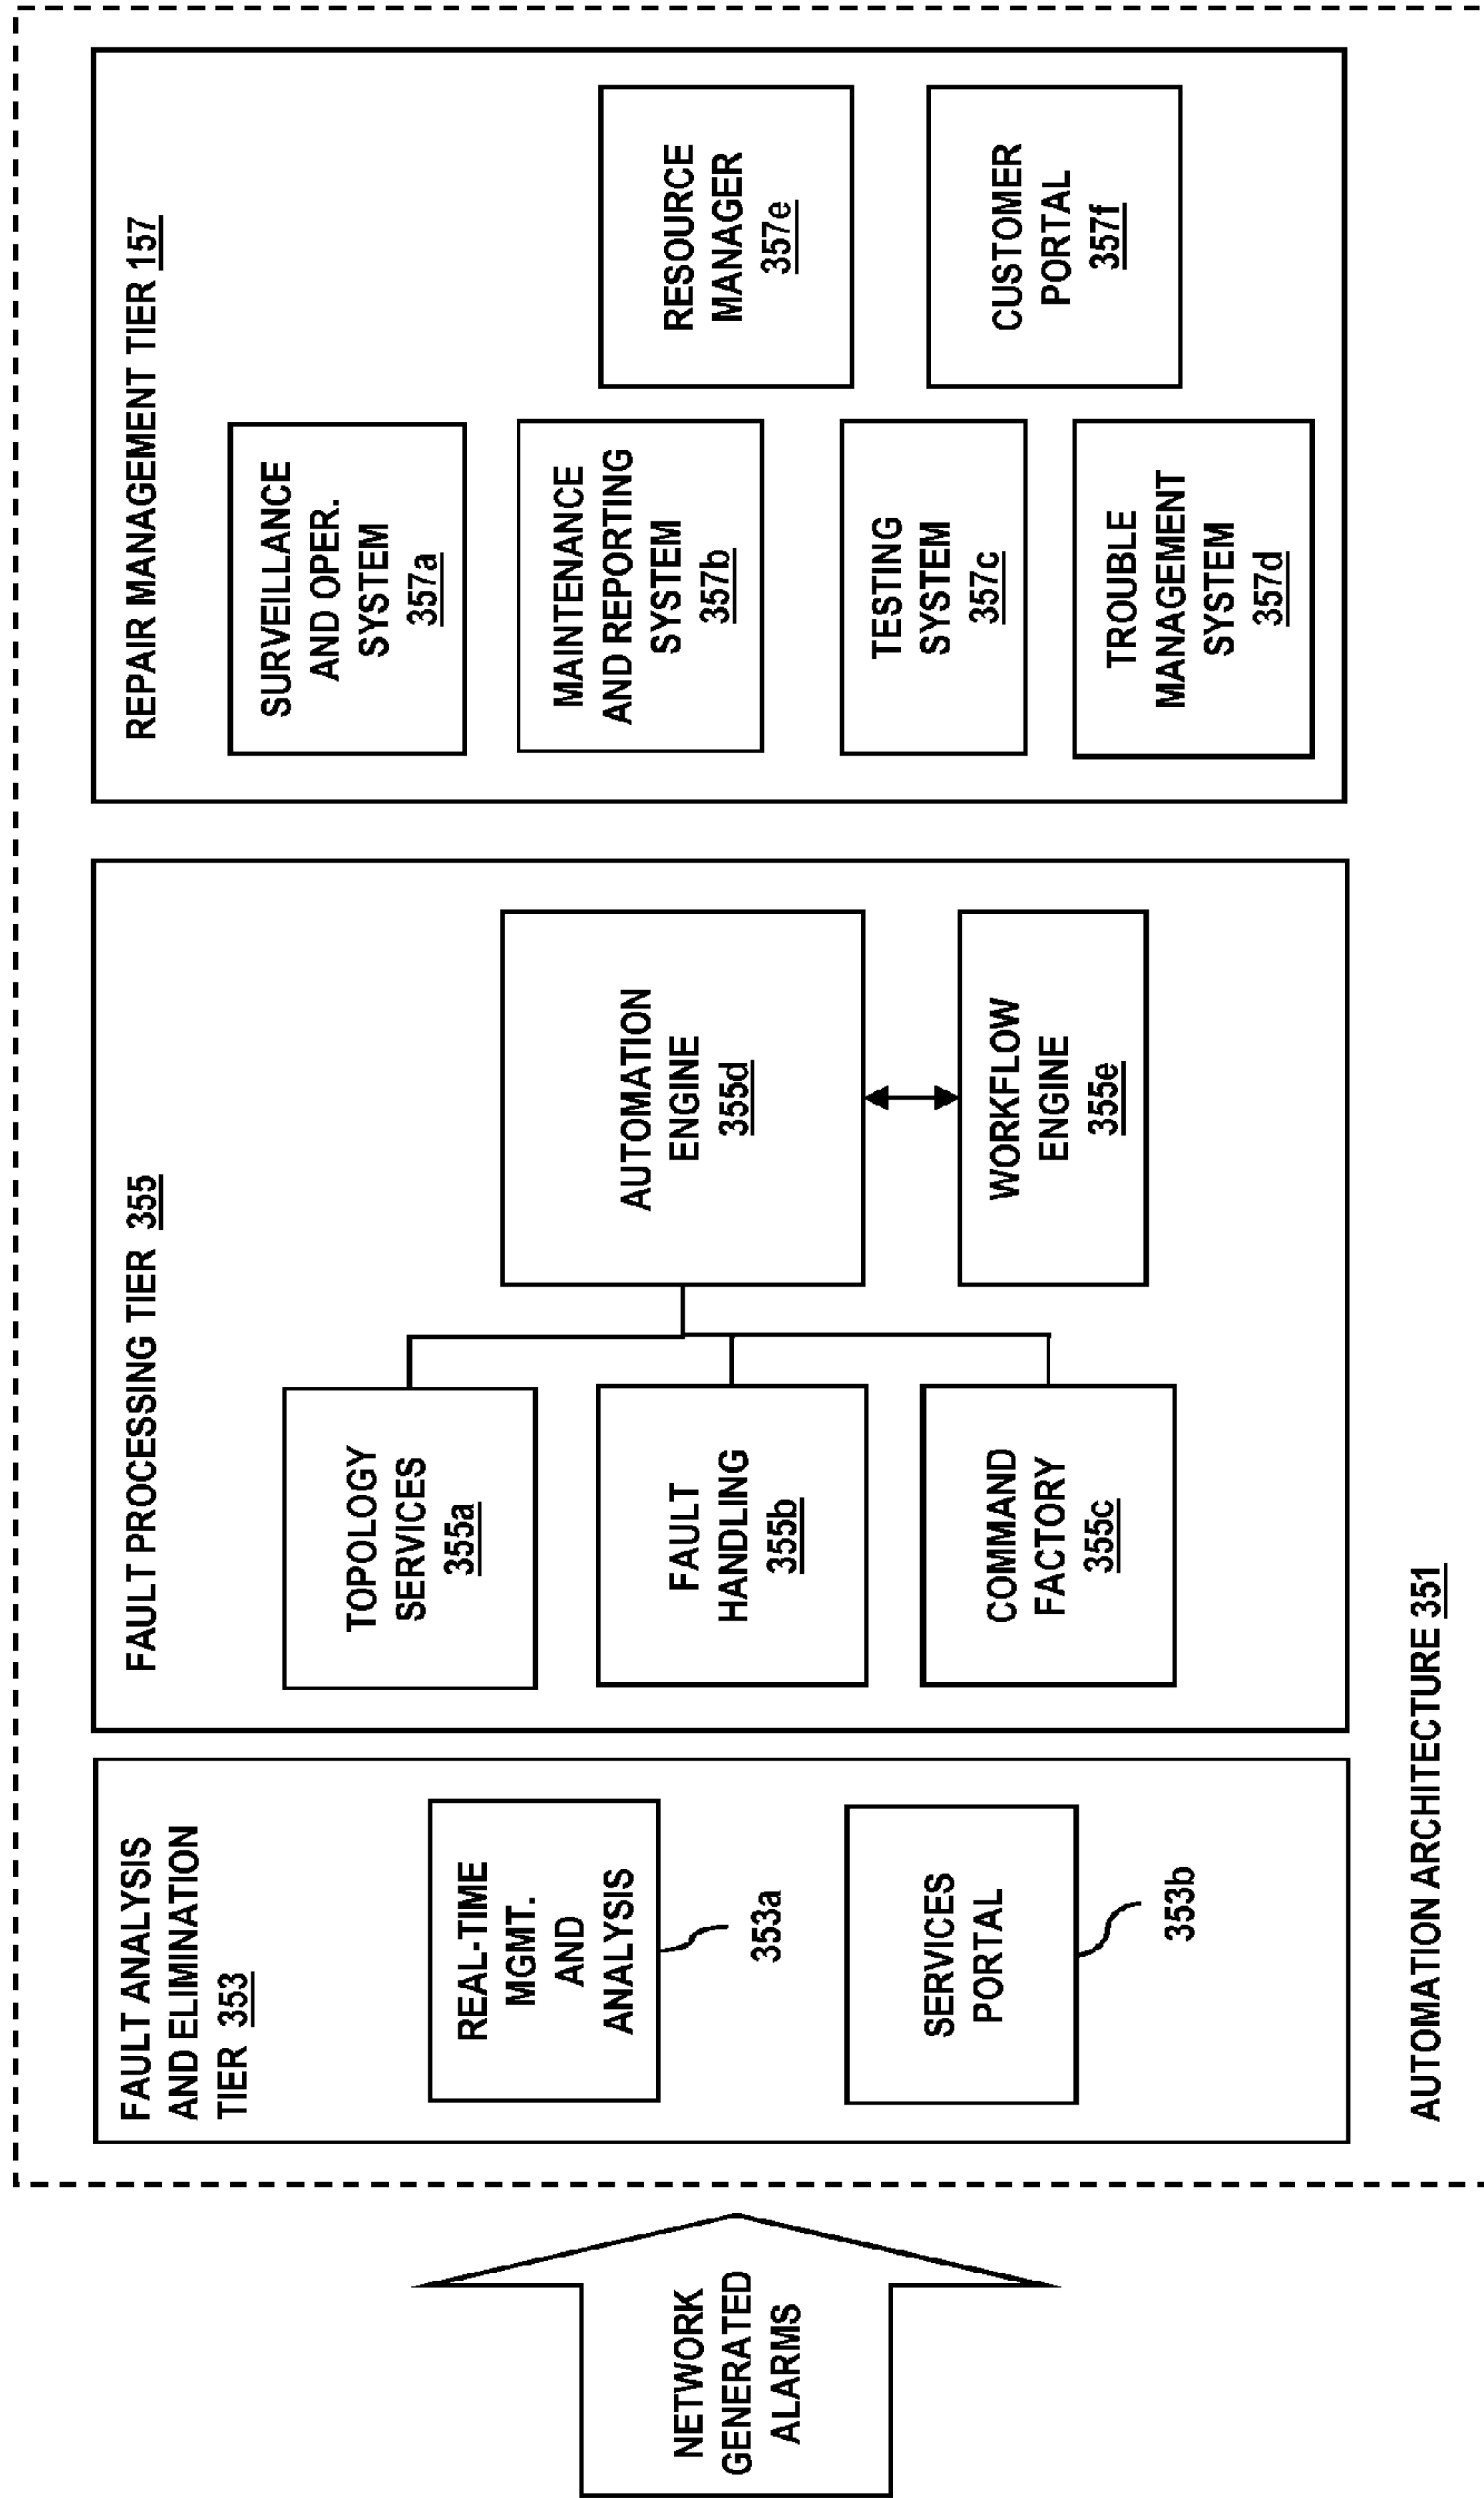 NETWORK
GENERATED
ALARMS
FAULT ANALYSIS
AND ELIMINATION
TIER 353
REAL-TIME
MGMT.
AND
ANALYSIS
353a
SERVICES
PORTAL
353b
FAULT PROCESSING TIER 355
TOPOLOGY
SERVICES
355a
FAULT
HANDLING
355b
COMMAND
FACTORY
355c
AUTOMATION
ENGINE
355d
WORKFLOW
ENGINE
355e
REPAIR MANAGEMENT TIER 157
SURVEILLANCE
AND OPER.
SYSTEM
357a
MAINTENANCE
AND REPORTING
SYSTEM
357b
TESTING
SYSTEM
357c
TROUBLE
MANAGEMENT
SYSTEM
357d
RESOURCE
MANAGER
357e
CUSTOMER
PORTAL
357f
AUTOMATION ARCHITECTURE 351